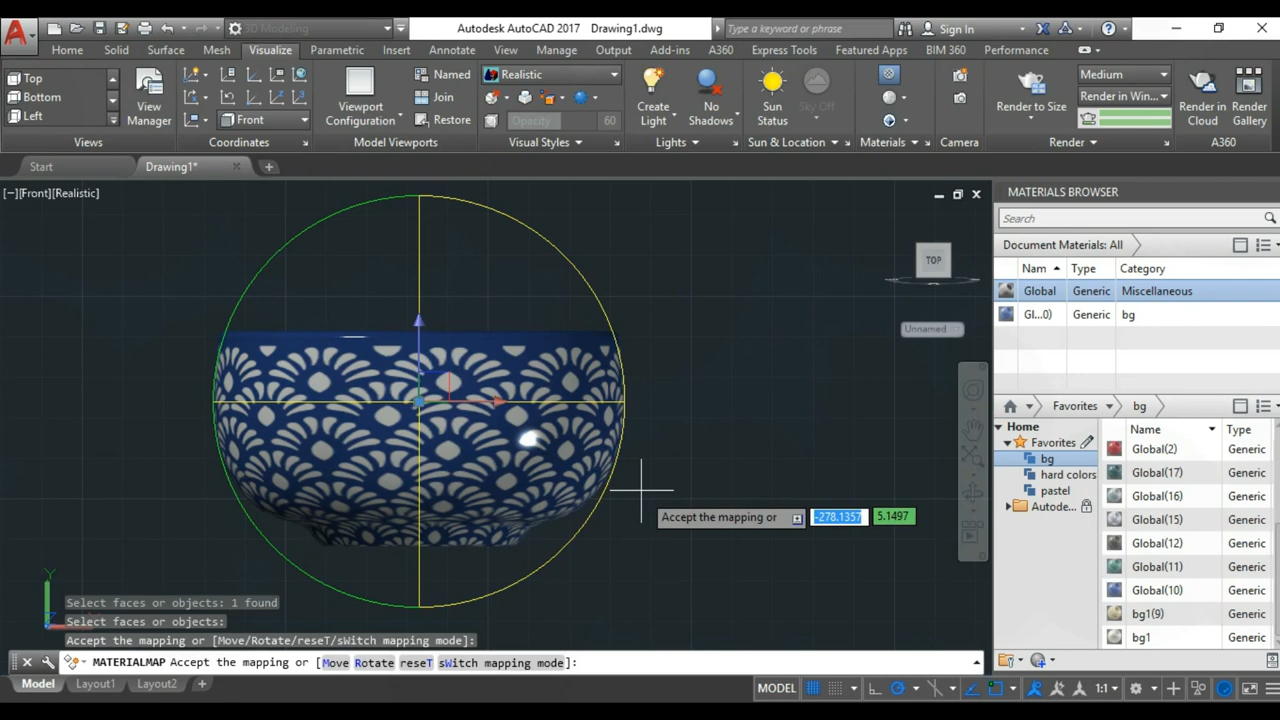 3D Modeling Autodesk AutoCAD 2017 Drawing1.dwg Type a keyword or phrase Sign In
Home Solid Surface Mesh Visualize Parametric Insert Annotate View Manage Output Add-ins A360 Express Tools Featured Apps BIM 360 Performance
Top
Bottom
Left
View
Manager
Views
Front
Coordinates
Viewport
Configuration
Named
Join
Restore
Model Viewports
Realistic
Opacity 60
Visual Styles
Create
Light
No
Shadows
Lights
Sun
Status
Sky Off
Sun & Location
Materials
Camera
Render to Size
Medium
Render in Win...
Render
Render in
Cloud
Render
Gallery
A360
Start Drawing1*
[−][Front][Realistic]
TOP
Unnamed
MATERIALS BROWSER
Search
Document Materials: All
Nam Type Category
Global Generic Miscellaneous
Gl...0) Generic bg
Favorites bg
Home
Favorites
bg
hard colors
pastel
Autode...
Name Type
Global(2) Generic
Global(17) Generic
Global(16) Generic
Global(15) Generic
Global(12) Generic
Global(11) Generic
Global(10) Generic
bg1(9) Generic
bg1 Generic
Accept the mapping or -278.1357 5.1497
Y
Select faces or objects: 1 found
Select faces or objects:
Accept the mapping or [Move/Rotate/reseT/sWitch mapping mode]:
MATERIALMAP Accept the mapping or [Move Rotate reseT sWitch mapping mode]:
Model Layout1 Layout2 MODEL 1:1